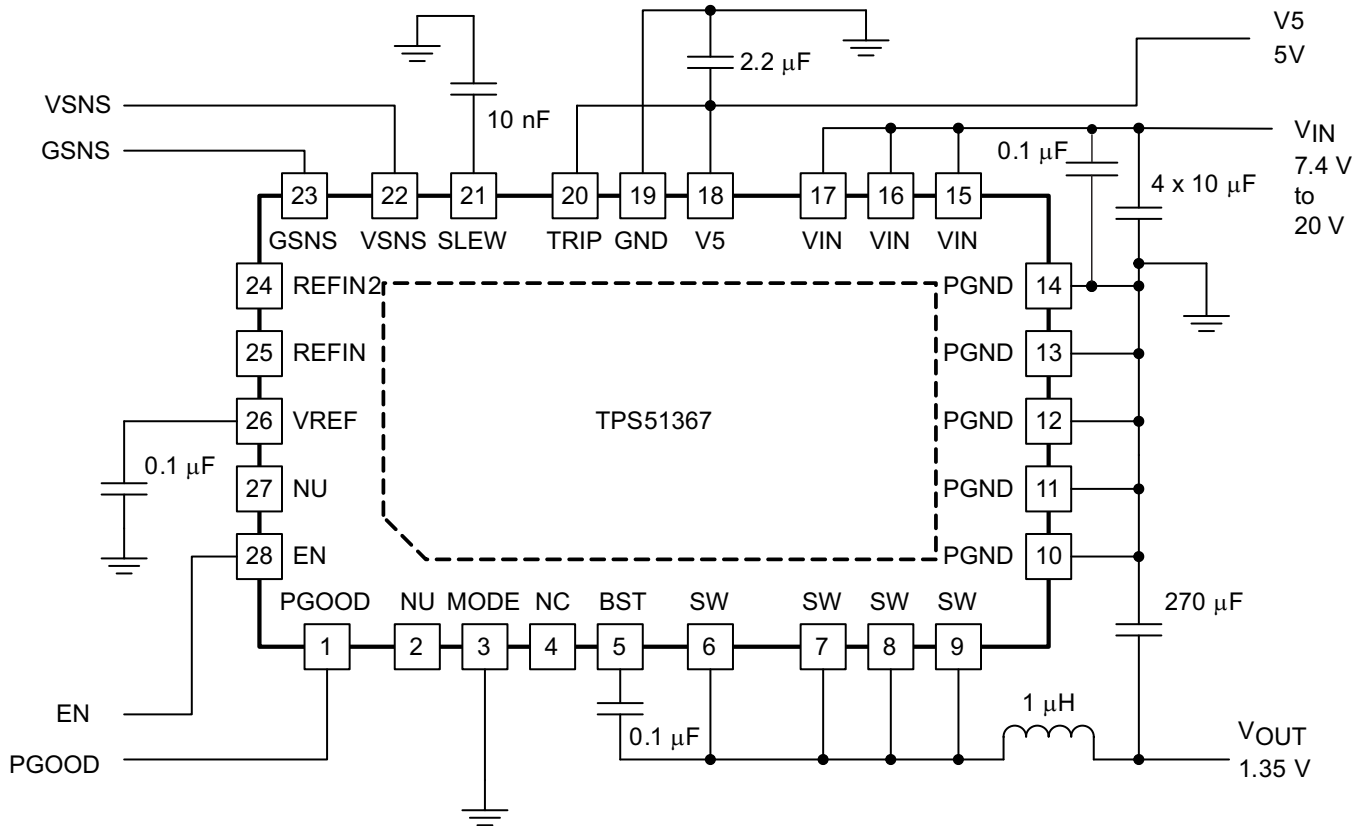 V5
5V
2.2 μF
10 nF
VSNS
GSNS
VIN
7.4 V
to
20 V
0.1 μF
4 x 10 μF
23 22 21 20 19 18 17 16 15
GSNS VSNS SLEW TRIP GND V5 VIN VIN VIN
24 REFIN2
PGND 14
25 REFIN
PGND 13
26 VREF
TPS51367
PGND 12
0.1 μF
27 NU
PGND 11
28 EN
PGND 10
PGOOD NU MODE NC BST SW SW SW SW
1 2 3 4 5 6 7 8 9
270 μF
EN
0.1 μF
1 μH
PGOOD
VOUT
1.35 V